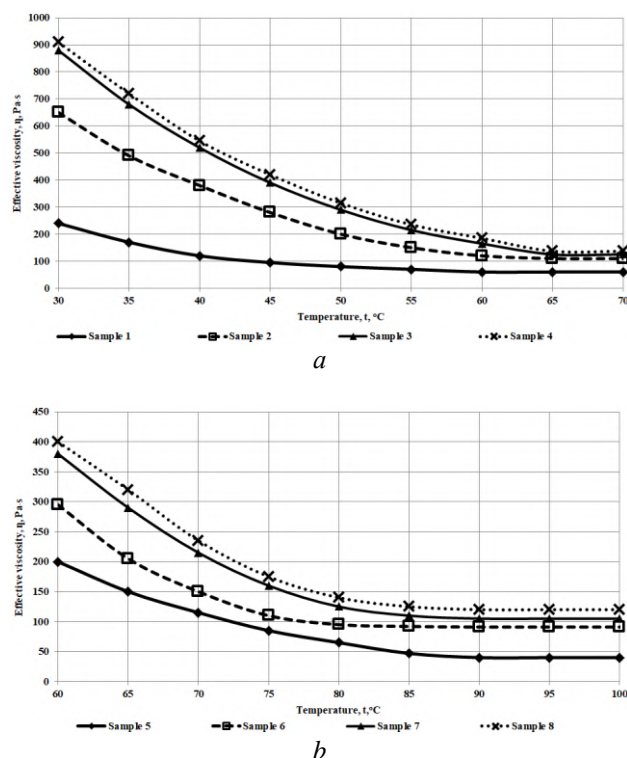 Effective viscosity, η, Pa·s
1000
900
800
700
600
500
400
300
200
100
0
30 35 40 45 50 55 60 65 70
Temperature, t, °C
Sample 1 Sample 2 Sample 3 Sample 4
a
Effective viscosity, η, Pa·s
450
400
350
300
250
200
150
100
50
0
60 65 70 75 80 85 90 95 100
Temperature, t,°C
Sample 5 Sample 6 Sample 7 Sample 8
b